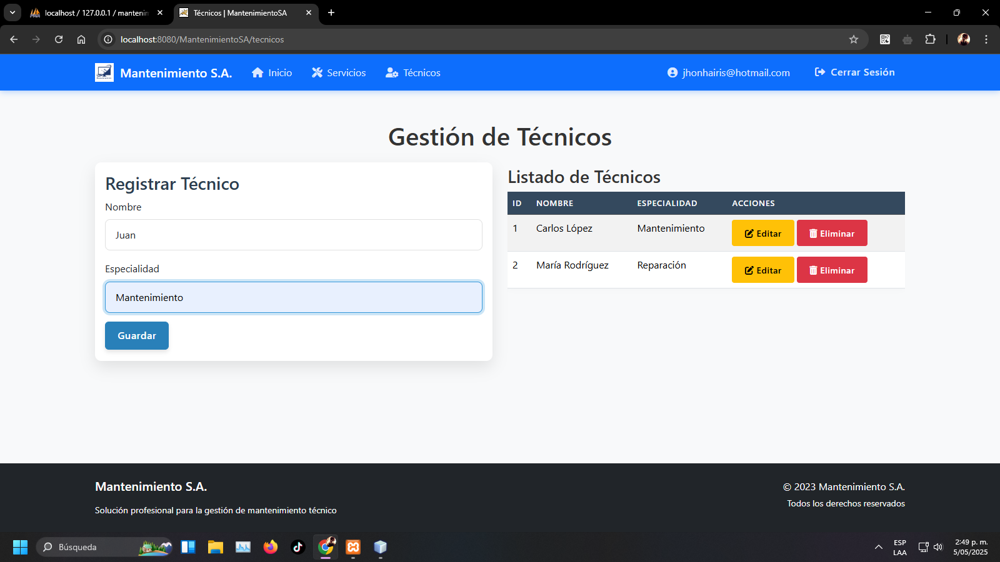 localhost / 127.0.0.1 / mantenim
Técnicos | MantenimientoSA
localhost:8080/MantenimientoSA/tecnicos
Mantenimiento S.A.
Inicio
Servicios
Técnicos
jhonhairis@hotmail.com
Cerrar Sesión
Gestión de Técnicos
Registrar Técnico
Nombre
Juan
Especialidad
Mantenimiento
Guardar
Listado de Técnicos
ID NOMBRE ESPECIALIDAD ACCIONES
1 Carlos López Mantenimiento Editar Eliminar
2 María Rodríguez Reparación Editar Eliminar
Mantenimiento S.A.
Solución profesional para la gestión de mantenimiento técnico
© 2023 Mantenimiento S.A.
Todos los derechos reservados
Búsqueda
ESP
LAA
2:49 p. m.
5/05/2025